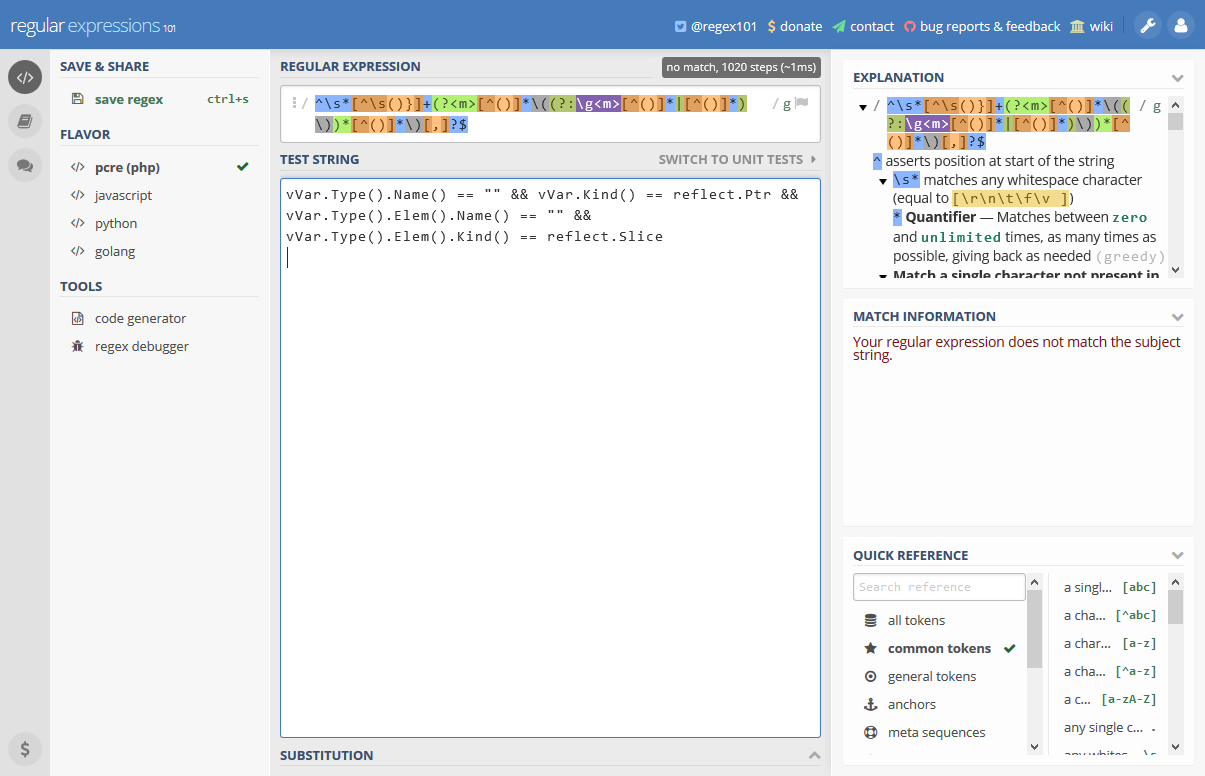 regular expressions 101
@regex101 $ donate contact bug reports & feedback wiki
SAVE & SHARE
save regex ctrl+s
FLAVOR
</> pcre (php)
</> javascript
</> python
</> golang
TOOLS
code generator
regex debugger
$
REGULAR EXPRESSION
no match, 1020 steps (~1ms)
/ ^\s*[^\s()}]+(?<m>[^()]*\((?:\g<m>[^()]*|[^()]*) / g
\))*[^()]*\)[,]?$
TEST STRING
SWITCH TO UNIT TESTS
vVar.Type().Name() == "" && vVar.Kind() == reflect.Ptr &&
vVar.Type().Elem().Name() == "" &&
vVar.Type().Elem().Kind() == reflect.Slice
SUBSTITUTION
EXPLANATION
/ ^\s*[^\s()}]+(?<m>[^()]*\(( / g
?:\g<m>[^()]*|[^()]*)\))*[^
()]*\)[,]?$
^ asserts position at start of the string
\s* matches any whitespace character
(equal to [\r\n\t\f\v ])
* Quantifier — Matches between zero
and unlimited times, as many times as
possible, giving back as needed (greedy)
Match a single character not present in
MATCH INFORMATION
Your regular expression does not match the subject
string.
QUICK REFERENCE
Search reference
all tokens
common tokens
general tokens
anchors
meta sequences
a singl... [abc]
a cha... [^abc]
a char... [a-z]
a cha... [^a-z]
a c... [a-zA-Z]
any single c... .
any whites... \s